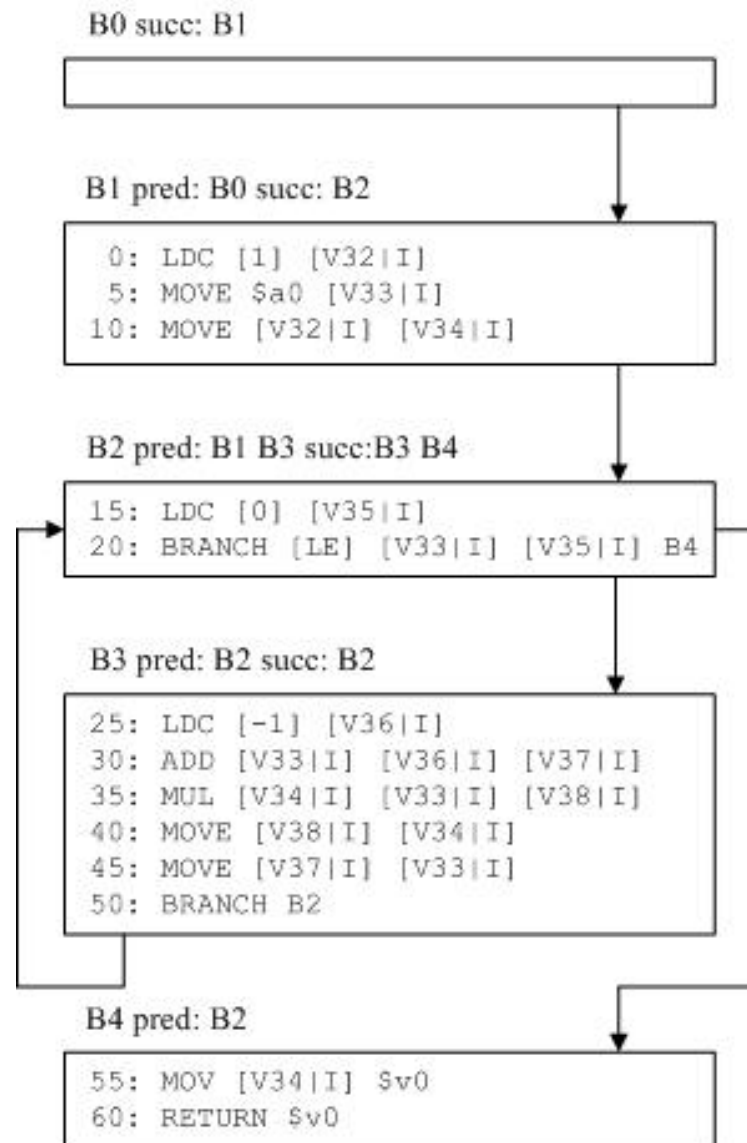 B0 succ: B1
B1 pred: B0 succ: B2
0: LDC [1] [V32|I]
5: MOVE $a0 [V33|I]
10: MOVE [V32|I] [V34|I]
B2 pred: B1 B3 succ:B3 B4
15: LDC [0] [V35|I]
20: BRANCH [LE] [V33|I] [V35|I] B4
B3 pred: B2 succ: B2
25: LDC [-1] [V36|I]
30: ADD [V33|I] [V36|I] [V37|I]
35: MUL [V34|I] [V33|I] [V38|I]
40: MOVE [V38|I] [V34|I]
45: MOVE [V37|I] [V33|I]
50: BRANCH B2
B4 pred: B2
55: MOV [V34|I] $v0
60: RETURN $v0